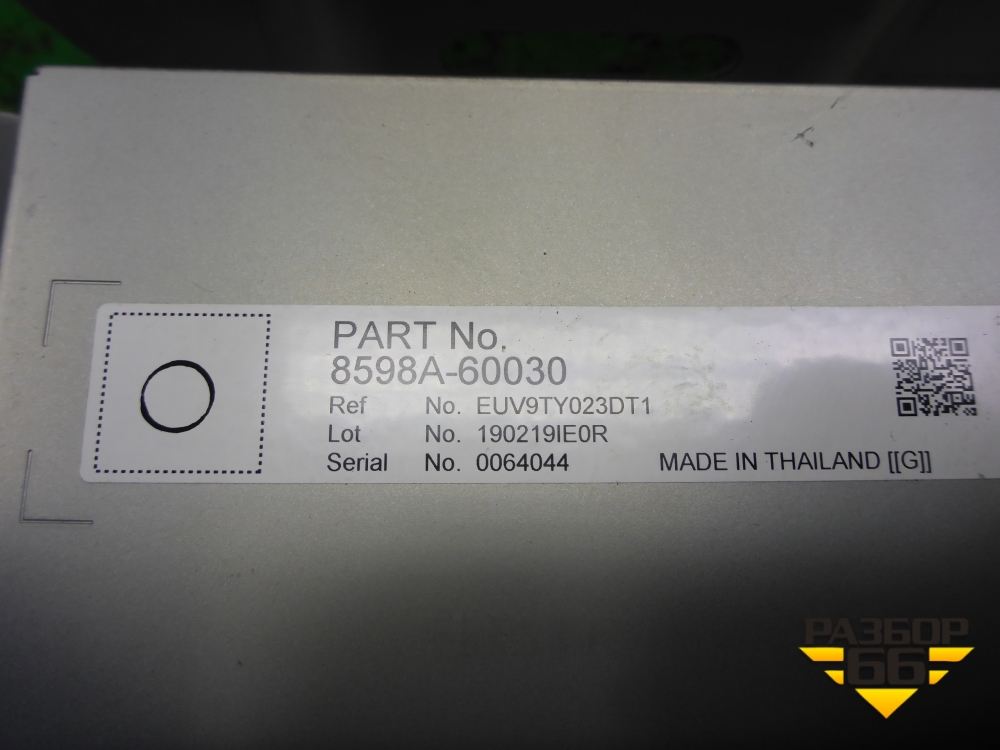 PART No.
8598A-60030
Ref No. EUV9TY023DT1
Lot No. 190219IE0R
Serial No. 0064044 MADE IN THAILAND [[G]]
РАЗБОР
66